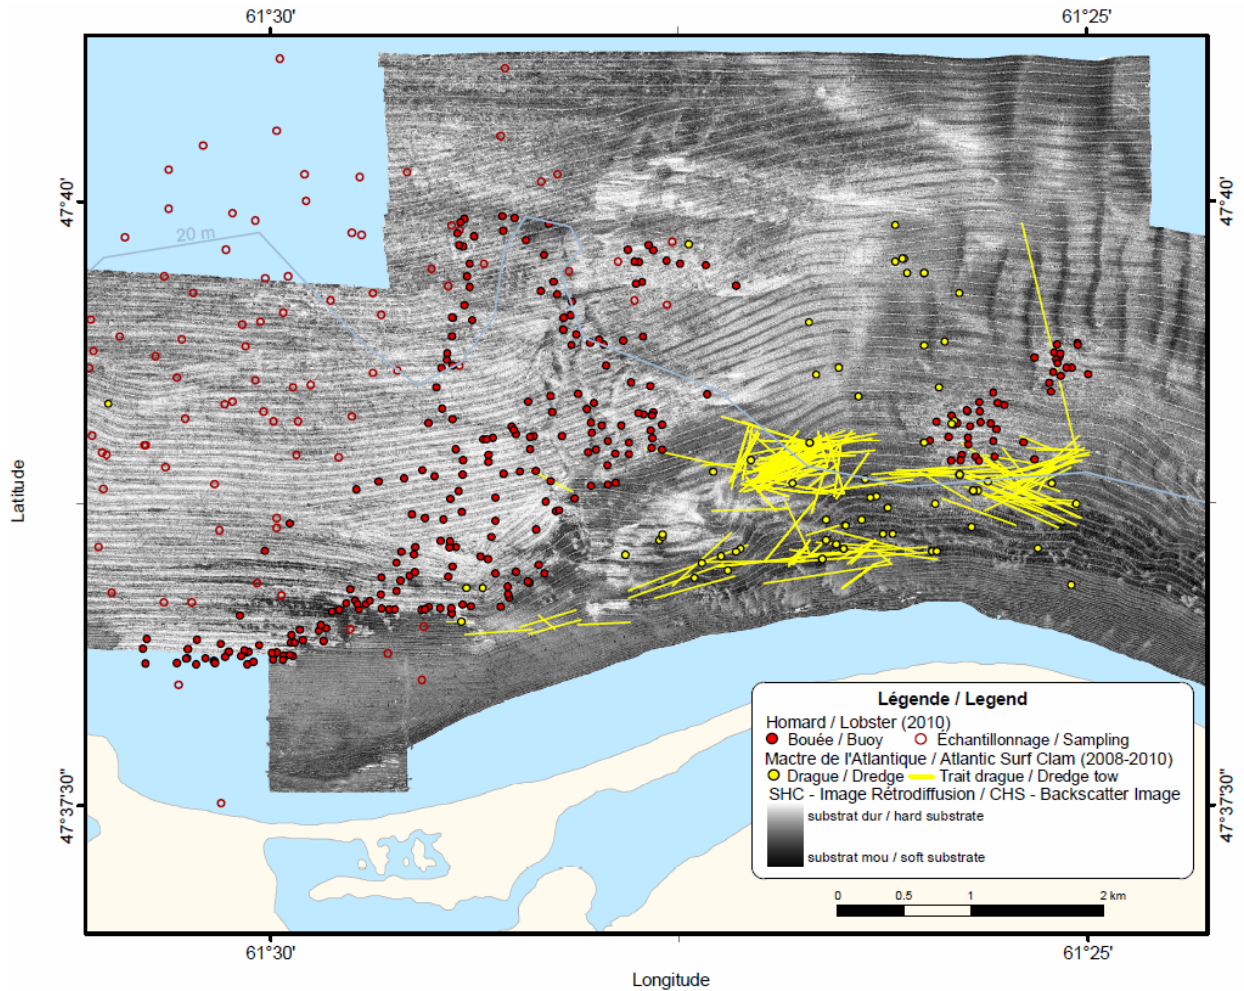 61°30' 61°25'
47°40' 47°40'
20 m
Latitude
Légende / Legend
Homard / Lobster (2010)
Bouée / Buoy Échantillonnage / Sampling
Mactre de l'Atlantique / Atlantic Surf Clam (2008-2010)
Drague / Dredge Trait drague / Dredge tow
SHC - Image Rétrodiffusion / CHS - Backscatter Image
substrat dur / hard substrate
substrat mou / soft substrate
47°37'30" 47°37'30"
0 0.5 1 2 km
61°30' 61°25'
Longitude